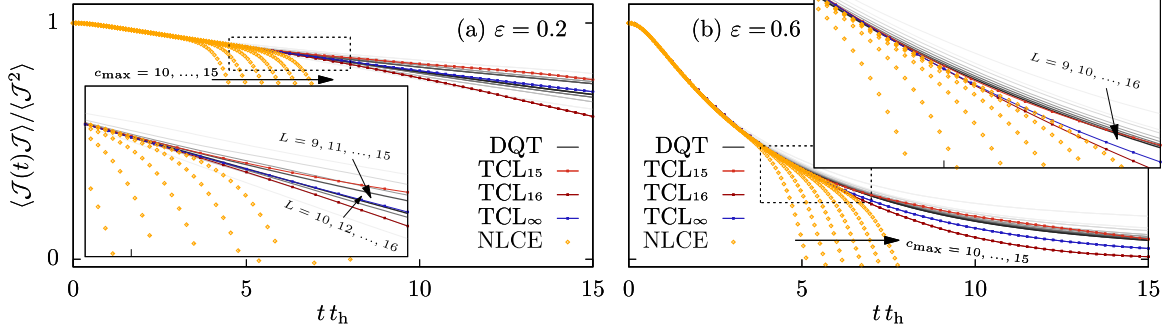 ⟨𝒥(t)𝒥⟩/⟨𝒥²⟩
1
0
(a) ε = 0.2
c_max = 10, ..., 15
L = 9, 11, ..., 15
L = 10, 12, ..., 16
DQT
TCL₁₅
TCL₁₆
TCL∞
NLCE
0 5 10 15
t t_h
(b) ε = 0.6
L = 9, 10, ..., 16
DQT
TCL₁₅
TCL₁₆
TCL∞
NLCE
c_max = 10, ..., 15
0 5 10 15
t t_h